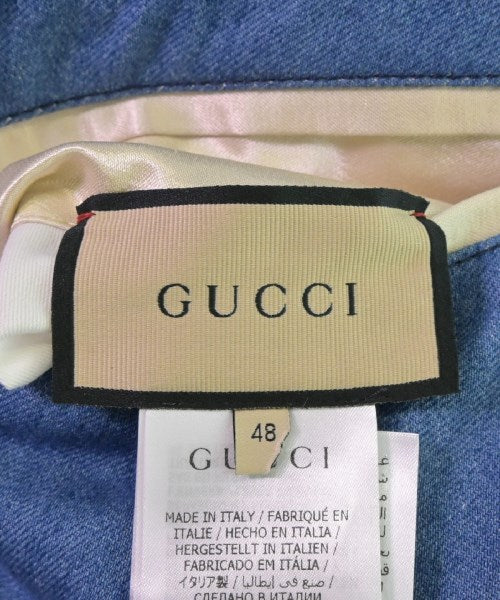 GUCCI
48
GUCCI
MADE IN ITALY / FABRIQUÉ EN
ITALIE / HECHO EN ITALIA /
HERGESTELLT IN ITALIEN /
FABRICADO EM ITÁLIA /
イタリア製 / صنع في إيطاليا /
СДЕЛАНО В ИТАЛИИ